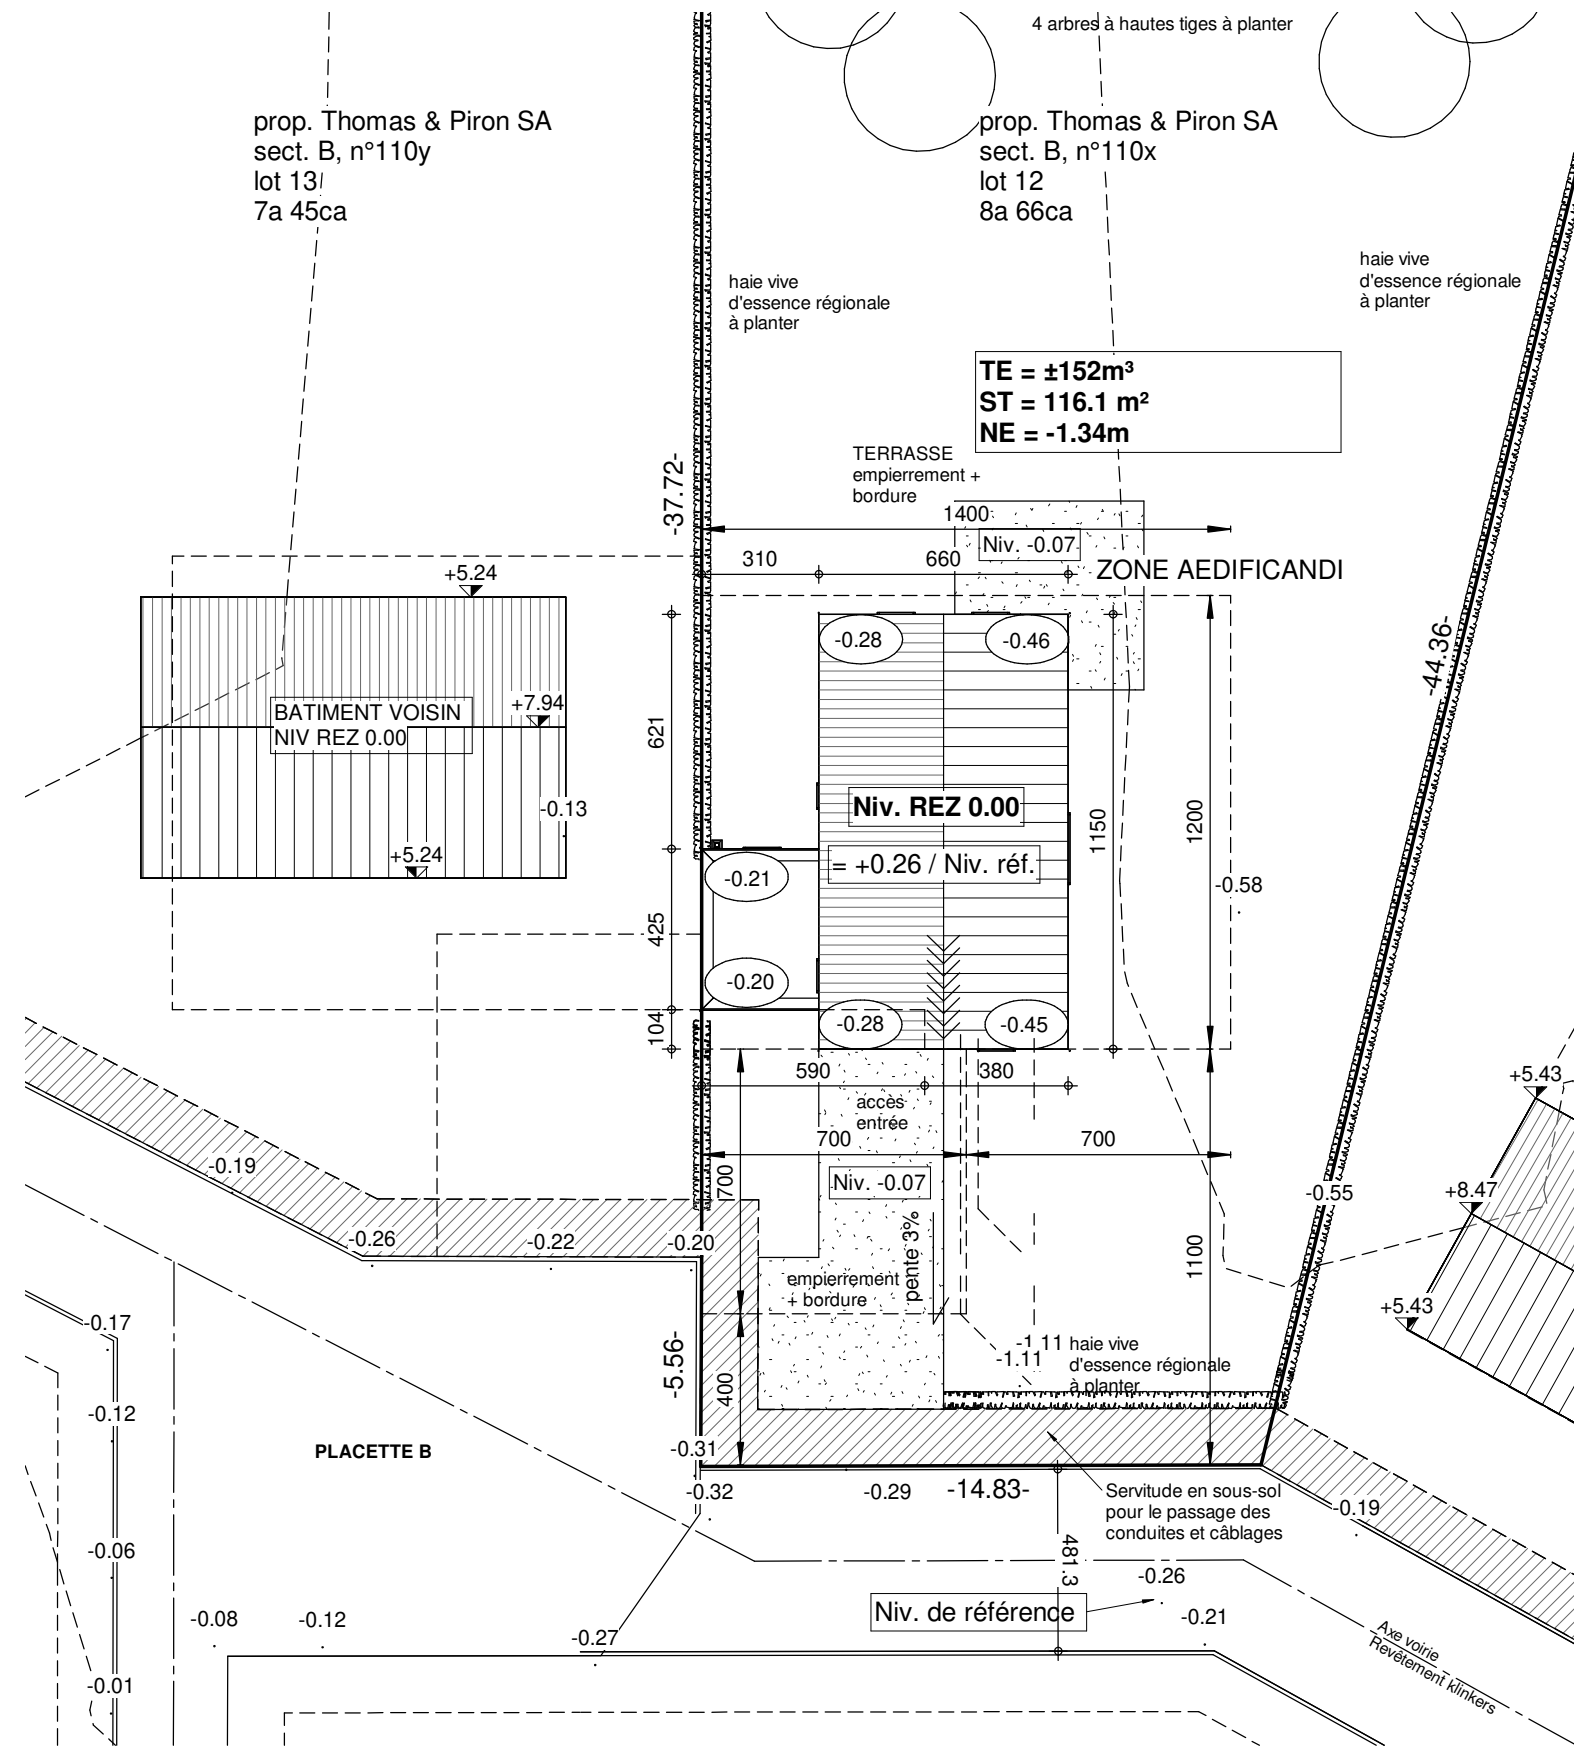 4 arbres à hautes tiges à planter
prop. Thomas & Piron SA
sect. B, n°110y
lot 13
7a 45ca
prop. Thomas & Piron SA
sect. B, n°110x
lot 12
8a 66ca
haie vive
d'essence régionale
à planter
haie vive
d'essence régionale
à planter
TE = ±152m³
ST = 116.1 m²
NE = -1.34m
TERRASSE
empierrement +
bordure
-37.72-
1400
Niv. -0.07
310
660
ZONE AEDIFICANDI
+5.24
-0.28
-0.46
-44.36-
BATIMENT VOISIN
NIV REZ 0.00
+7.94
621
-0.13
Niv. REZ 0.00
1150
1200
+5.24
= +0.26 / Niv. réf.
-0.21
-0.58
425
-0.20
104
-0.28
-0.45
590
380
+5.43
accès
entrée
700
700
-0.19
700
Niv. -0.07
-0.55
+8.47
-0.26
-0.22
-0.20
pente 3%
1100
empierrement
+ bordure
-0.17
+5.43
-1.11
-1.11
haie vive
d'essence régionale
à planter
-5.56-
400
-0.12
PLACETTE B
-0.31
-0.32
-0.29
-14.83-
Servitude en sous-sol
pour le passage des
conduites et câblages
-0.19
-0.06
481.3
-0.26
Niv. de référence
-0.08
-0.12
-0.27
-0.21
Axe voirie
Revêtement klinkers
-0.01